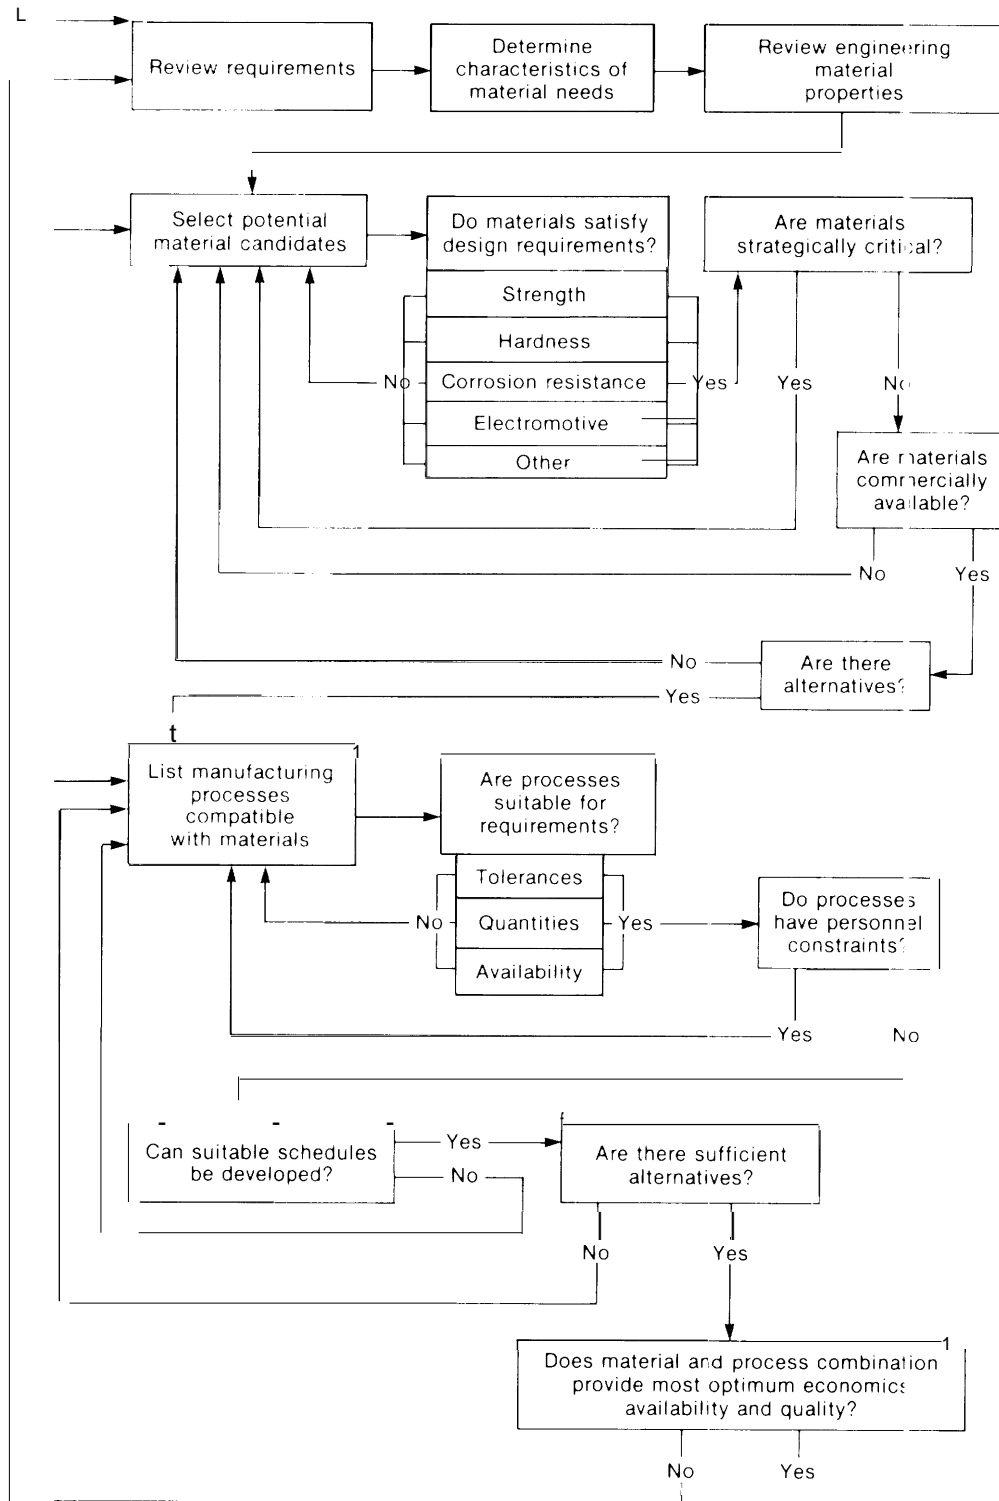 L
Review requirements
Determine
characteristics of
material needs
Review engineering
material
properties
Select potential
material candidates
Do materials satisfy
design requirements?
Strength
Hardness
Corrosion resistance
Electromotive
Other
No
Yes
Are materials
strategically critical?
Yes
No
Are materials
commercially
available?
No
Yes
Are there
alternatives?
No
Yes
t
1
List manufacturing
processes
compatible
with materials
Are processes
suitable for
requirements?
Tolerances
Quantities
Availability
No
Yes
Do processes
have personnel
constraints?
Yes
No
Can suitable schedules
be developed?
Yes
No
Are there sufficient
alternatives?
No
Yes
1
Does material and process combination
provide most optimum economics
availability and quality?
No
Yes